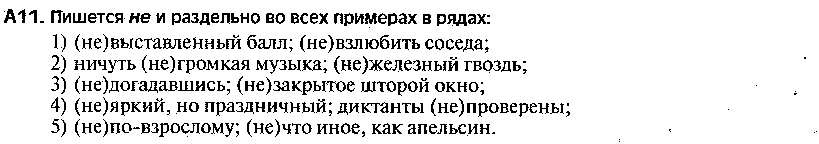 А11. Пишется не и раздельно во всех примерах в рядах:
1) (не)выставленный балл; (не)взлюбить соседа;
2) ничуть (не)громкая музыка; (не)железный гвоздь;
3) (не)догадавшись; (не)закрытое шторой окно;
4) (не)яркий, но праздничный; диктанты (не)проверены;
5) (не)по-взрослому; (не)что иное, как апельсин.